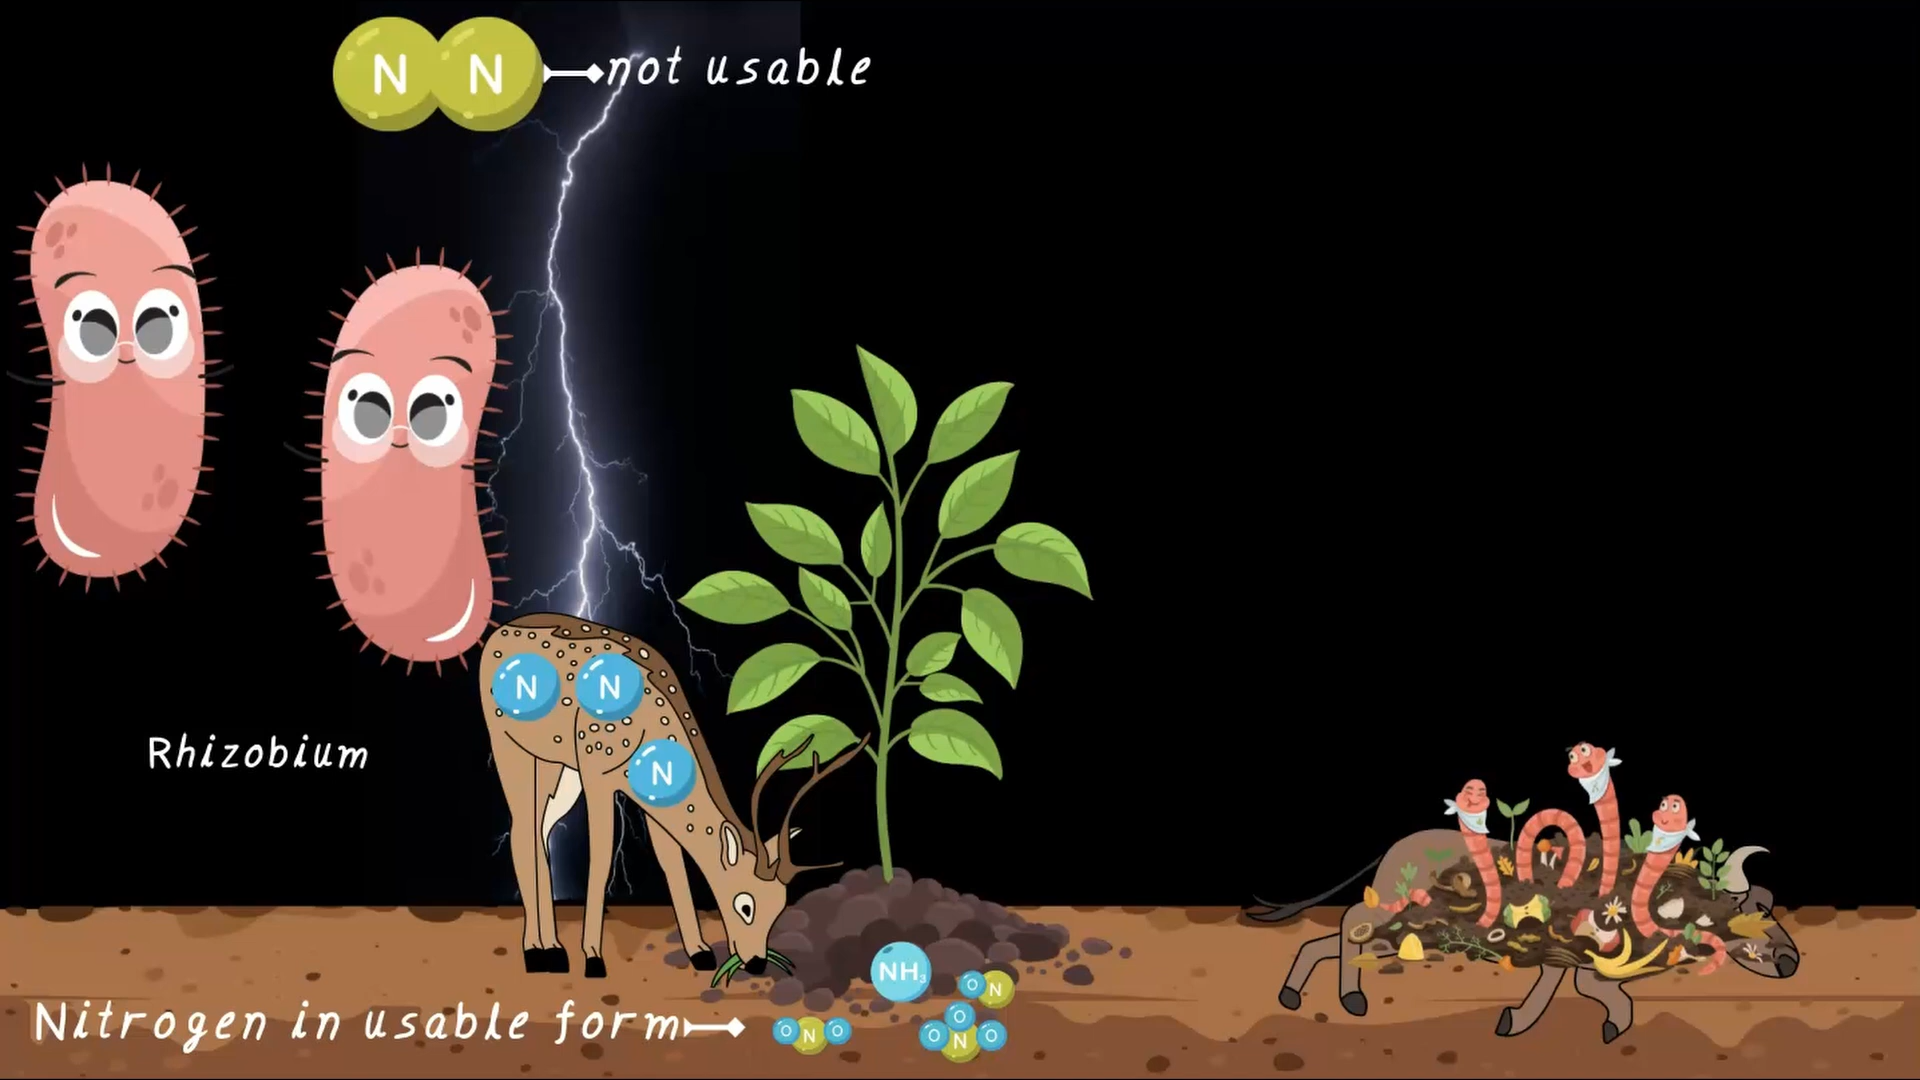 N N
not usable
N N
N
Rhizobium
NH₃
O N
O
O N O
O N O
Nitrogen in usable form